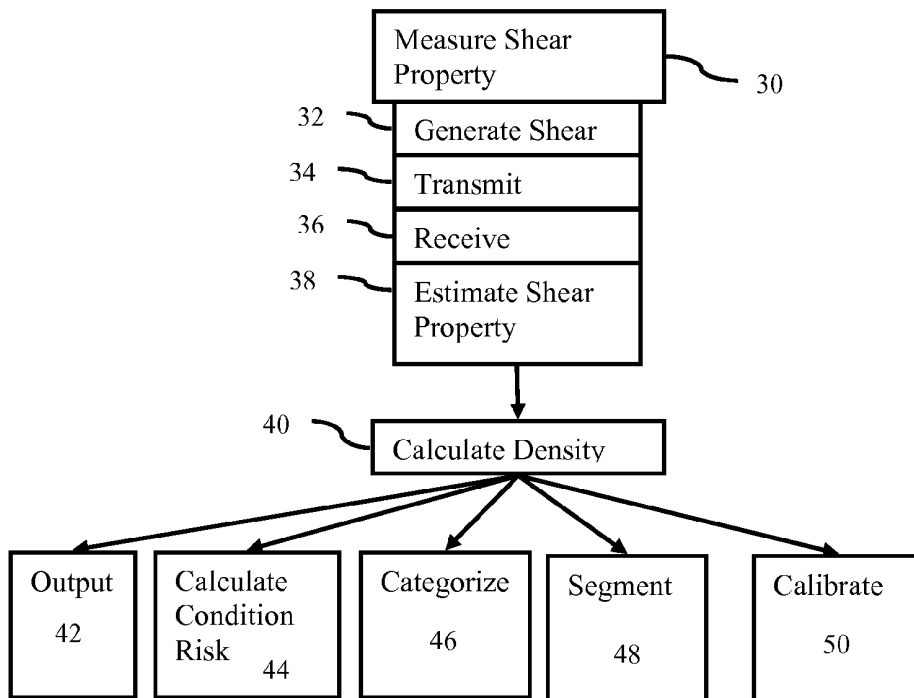 Measure Shear
Property
30
32
Generate Shear
34
Transmit
36
Receive
38
Estimate Shear
Property
40
Calculate Density
Output
42
Calculate
Condition
Risk
44
Categorize
46
Segment
48
Calibrate
50